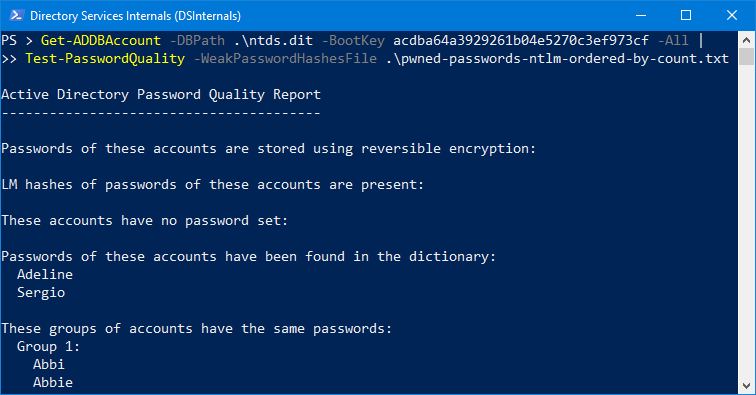 Directory Services Internals (DSInternals)
PS > Get-ADDBAccount -DBPath .\ntds.dit -BootKey acdba64a3929261b04e5270c3ef973cf -All |
>> Test-PasswordQuality -WeakPasswordHashesFile .\pwned-passwords-ntlm-ordered-by-count.txt
Active Directory Password Quality Report
----------------------------------------
Passwords of these accounts are stored using reversible encryption:
LM hashes of passwords of these accounts are present:
These accounts have no password set:
Passwords of these accounts have been found in the dictionary:
Adeline
Sergio
These groups of accounts have the same passwords:
Group 1:
Abbi
Abbie